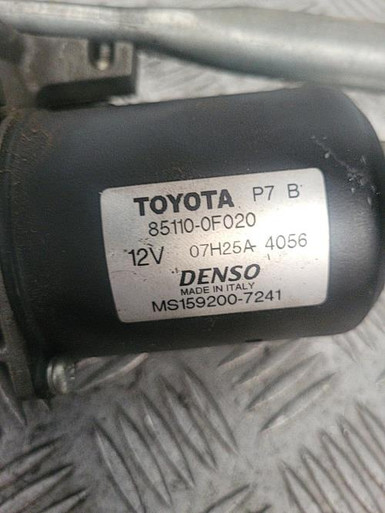 TOYOTA P7 B
85110-0F020
12V 07H25A 4056
DENSO
MADE IN ITALY
MS159200-7241